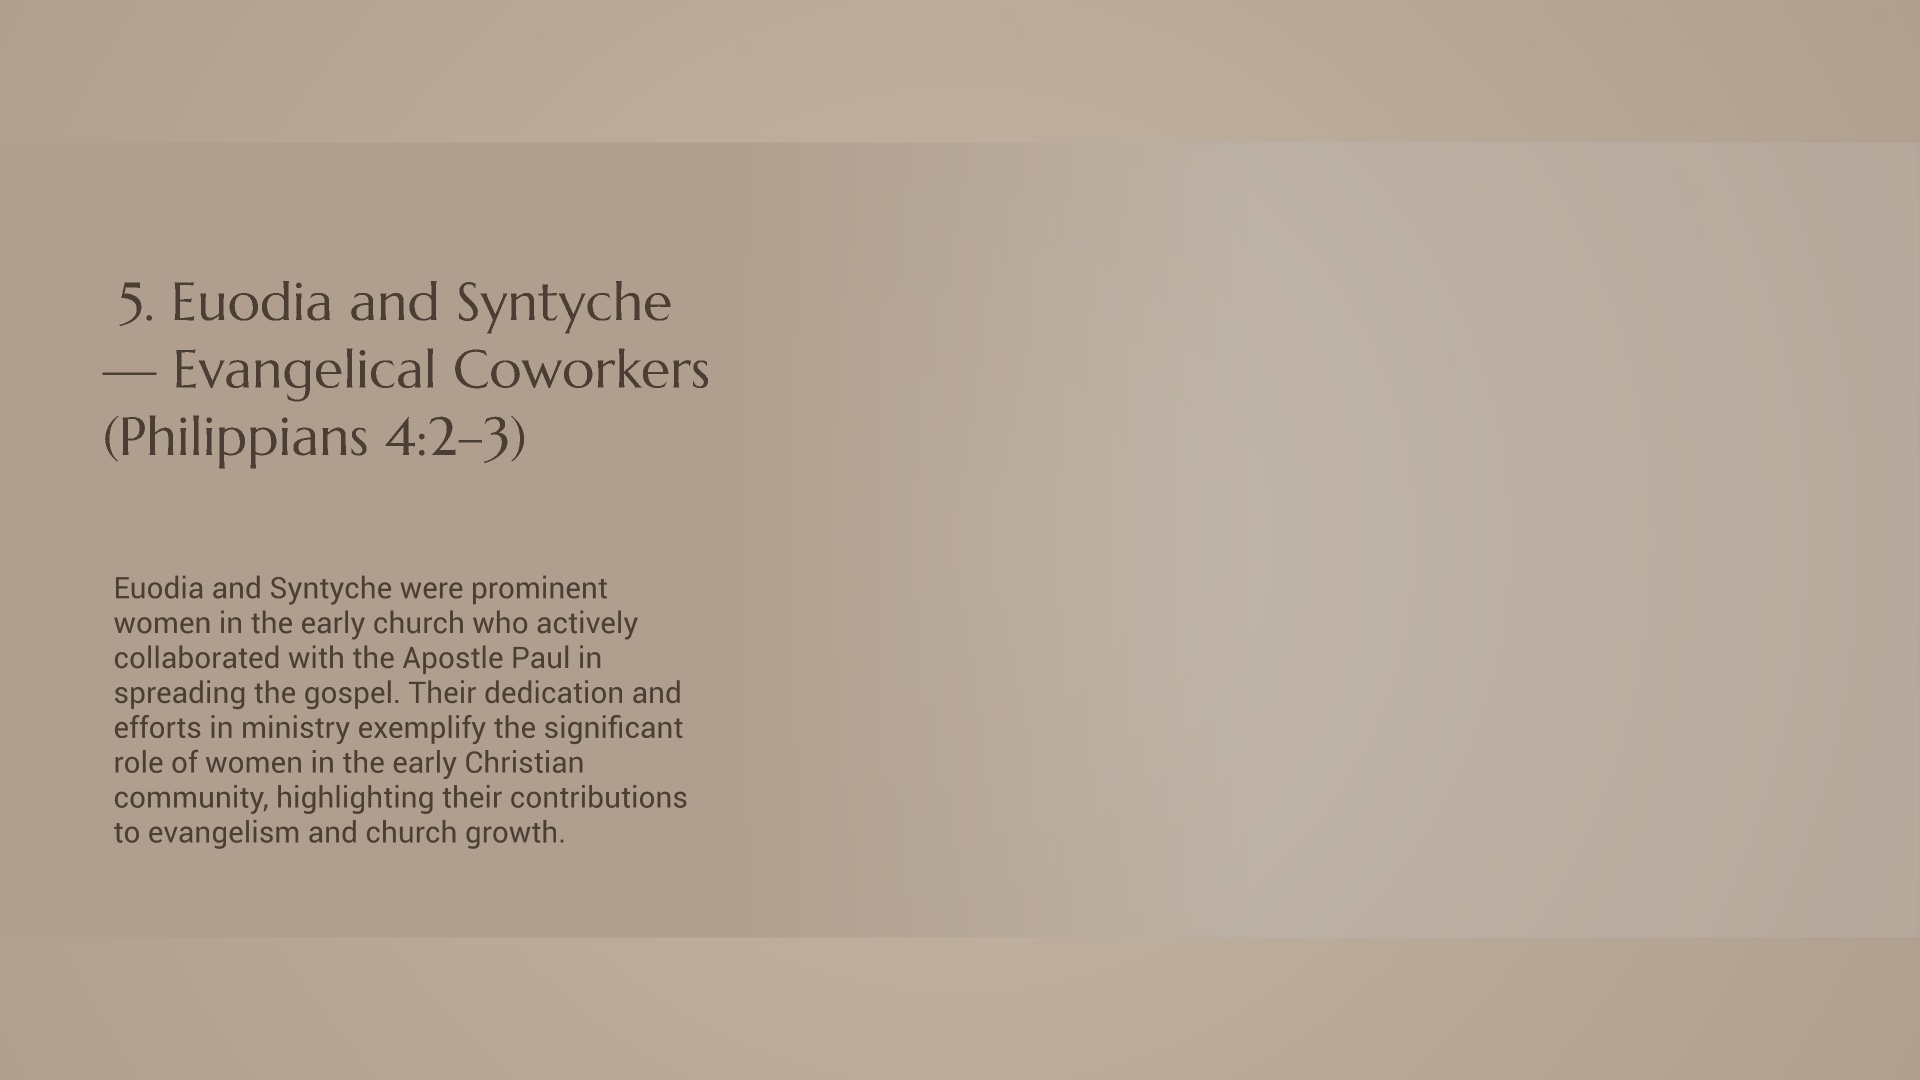 5. Euodia and Syntyche
— Evangelical Coworkers
(Philippians 4:2–3)
Euodia and Syntyche were prominent
women in the early church who actively
collaborated with the Apostle Paul in
spreading the gospel. Their dedication and
efforts in ministry exemplify the significant
role of women in the early Christian
community, highlighting their contributions
to evangelism and church growth.